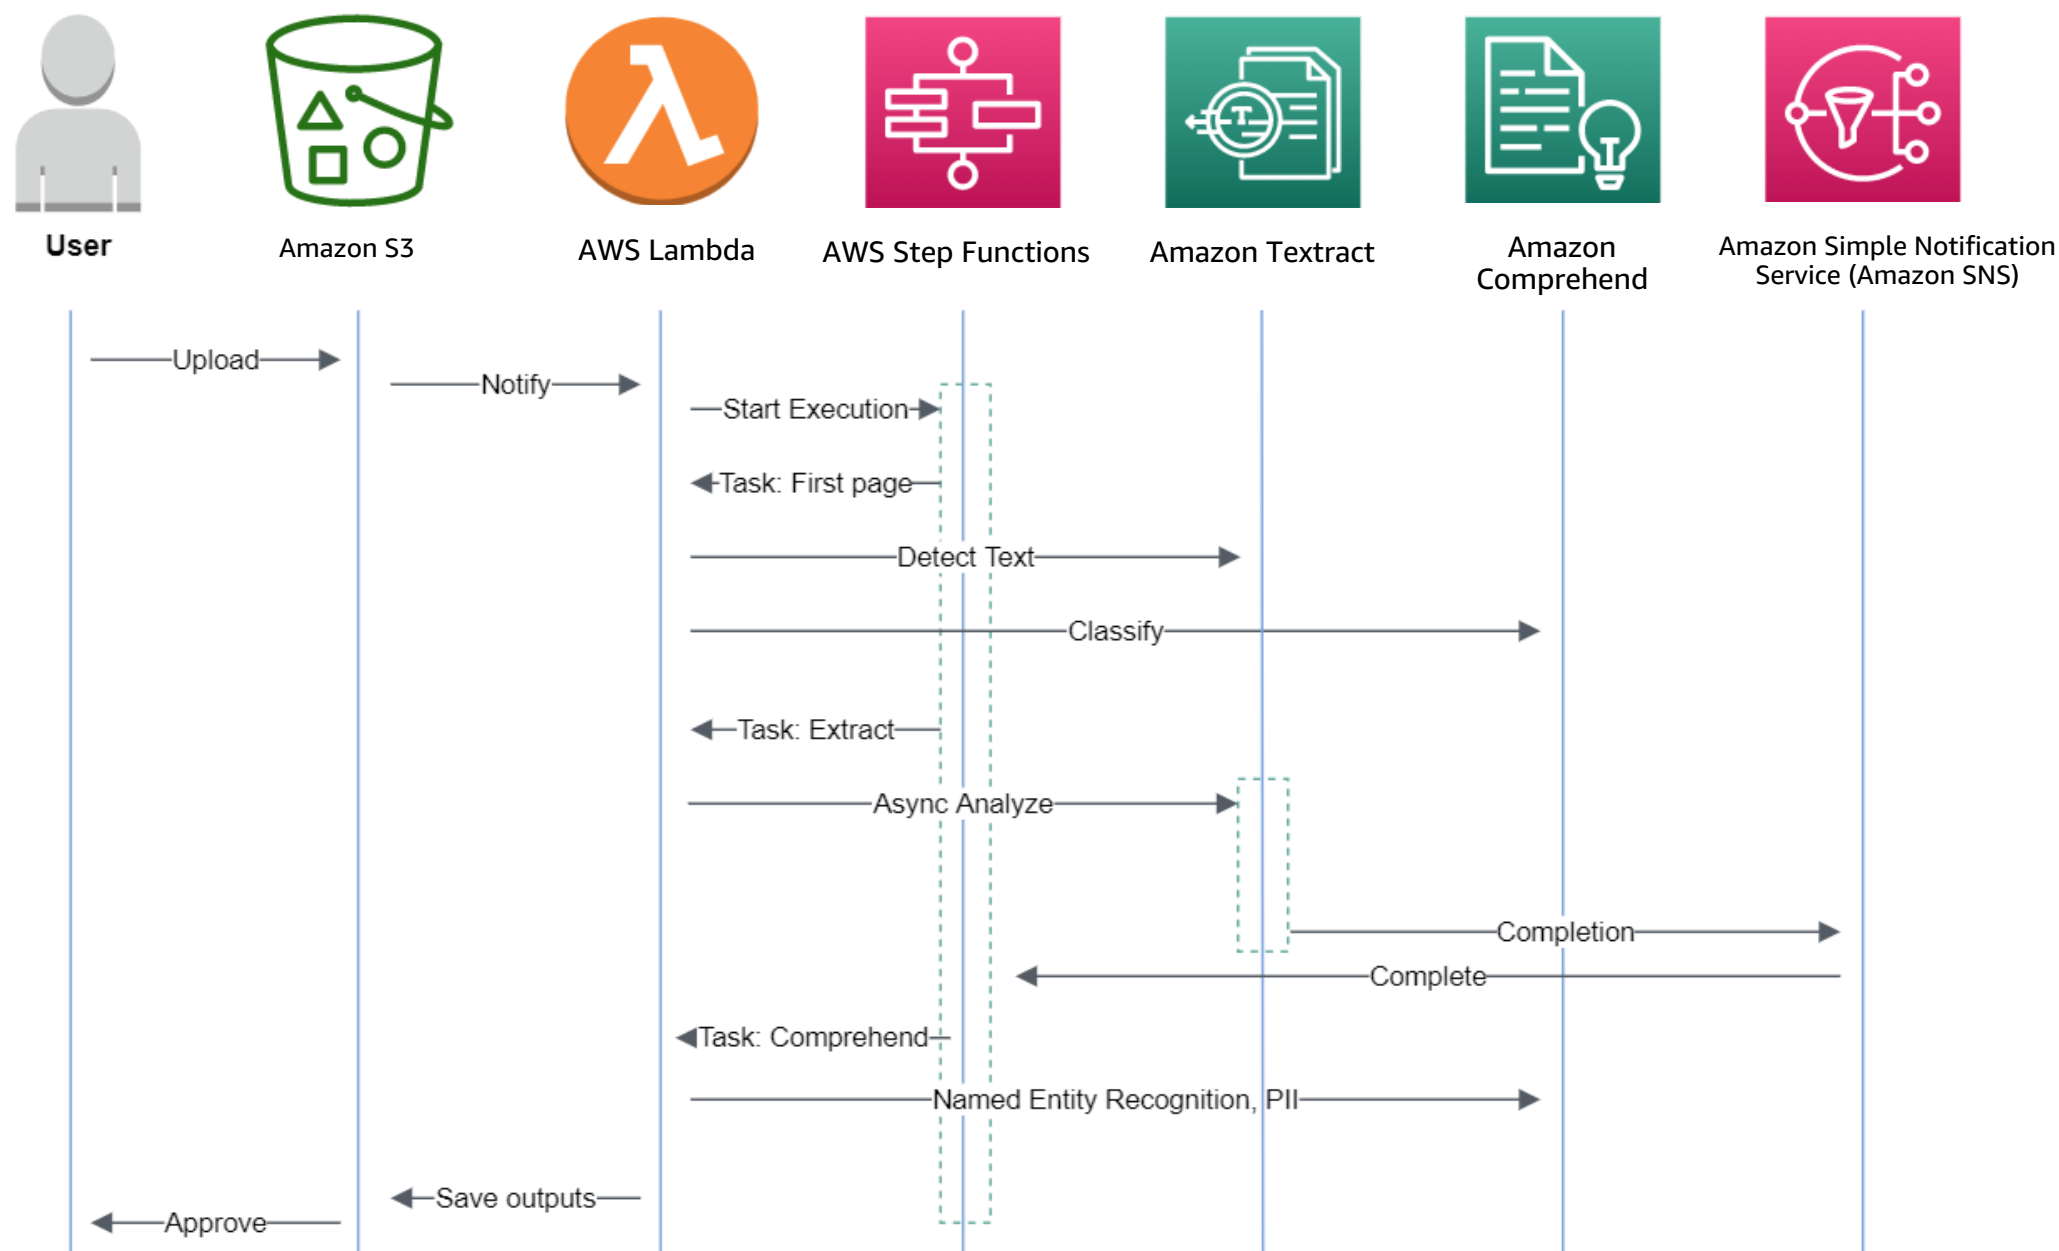 User
Amazon S3
AWS Lambda
AWS Step Functions
Amazon Textract
Amazon
Comprehend
Amazon Simple Notification
Service (Amazon SNS)
Upload
Notify
Start Execution
Task: First page
Detect Text
Classify
Task: Extract
Async Analyze
Completion
Complete
Task: Comprehend
Named Entity Recognition, PII
Save outputs
Approve